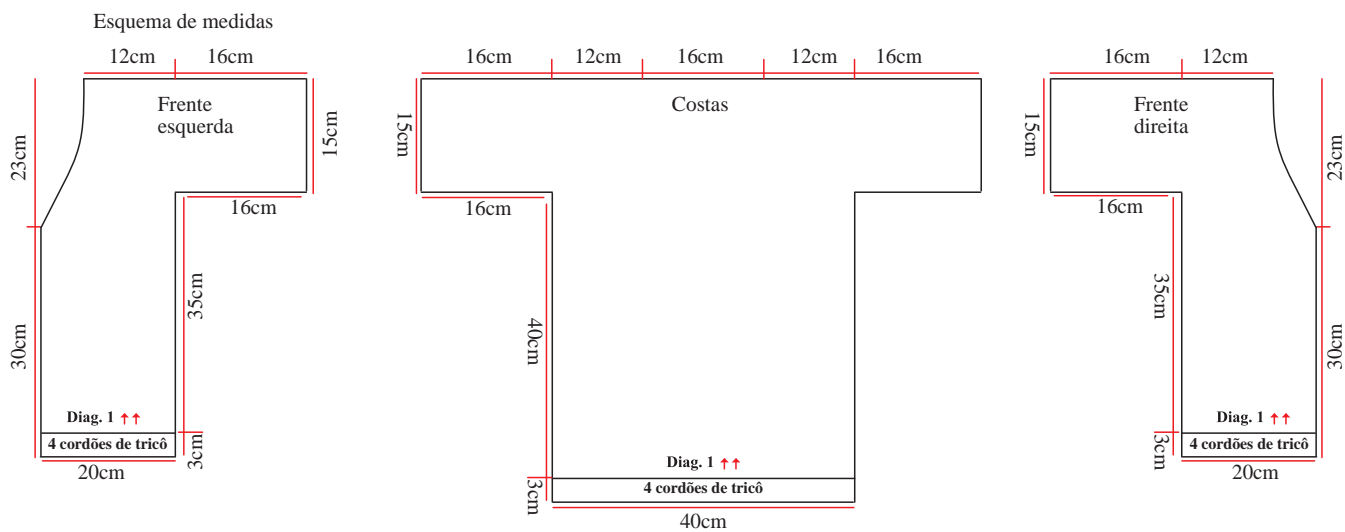 Esquema de medidas
12cm 16cm
Frente
esquerda
15cm
23cm
16cm
35cm
30cm
Diag. 1 ↑↑
4 cordões de tricô
3cm
20cm
16cm 12cm 16cm 12cm 16cm
Costas
15cm
16cm
40cm
Diag. 1 ↑↑
4 cordões de tricô
3cm
40cm
16cm 12cm
Frente
direita
15cm
23cm
16cm
35cm
30cm
Diag. 1 ↑↑
4 cordões de tricô
3cm
20cm